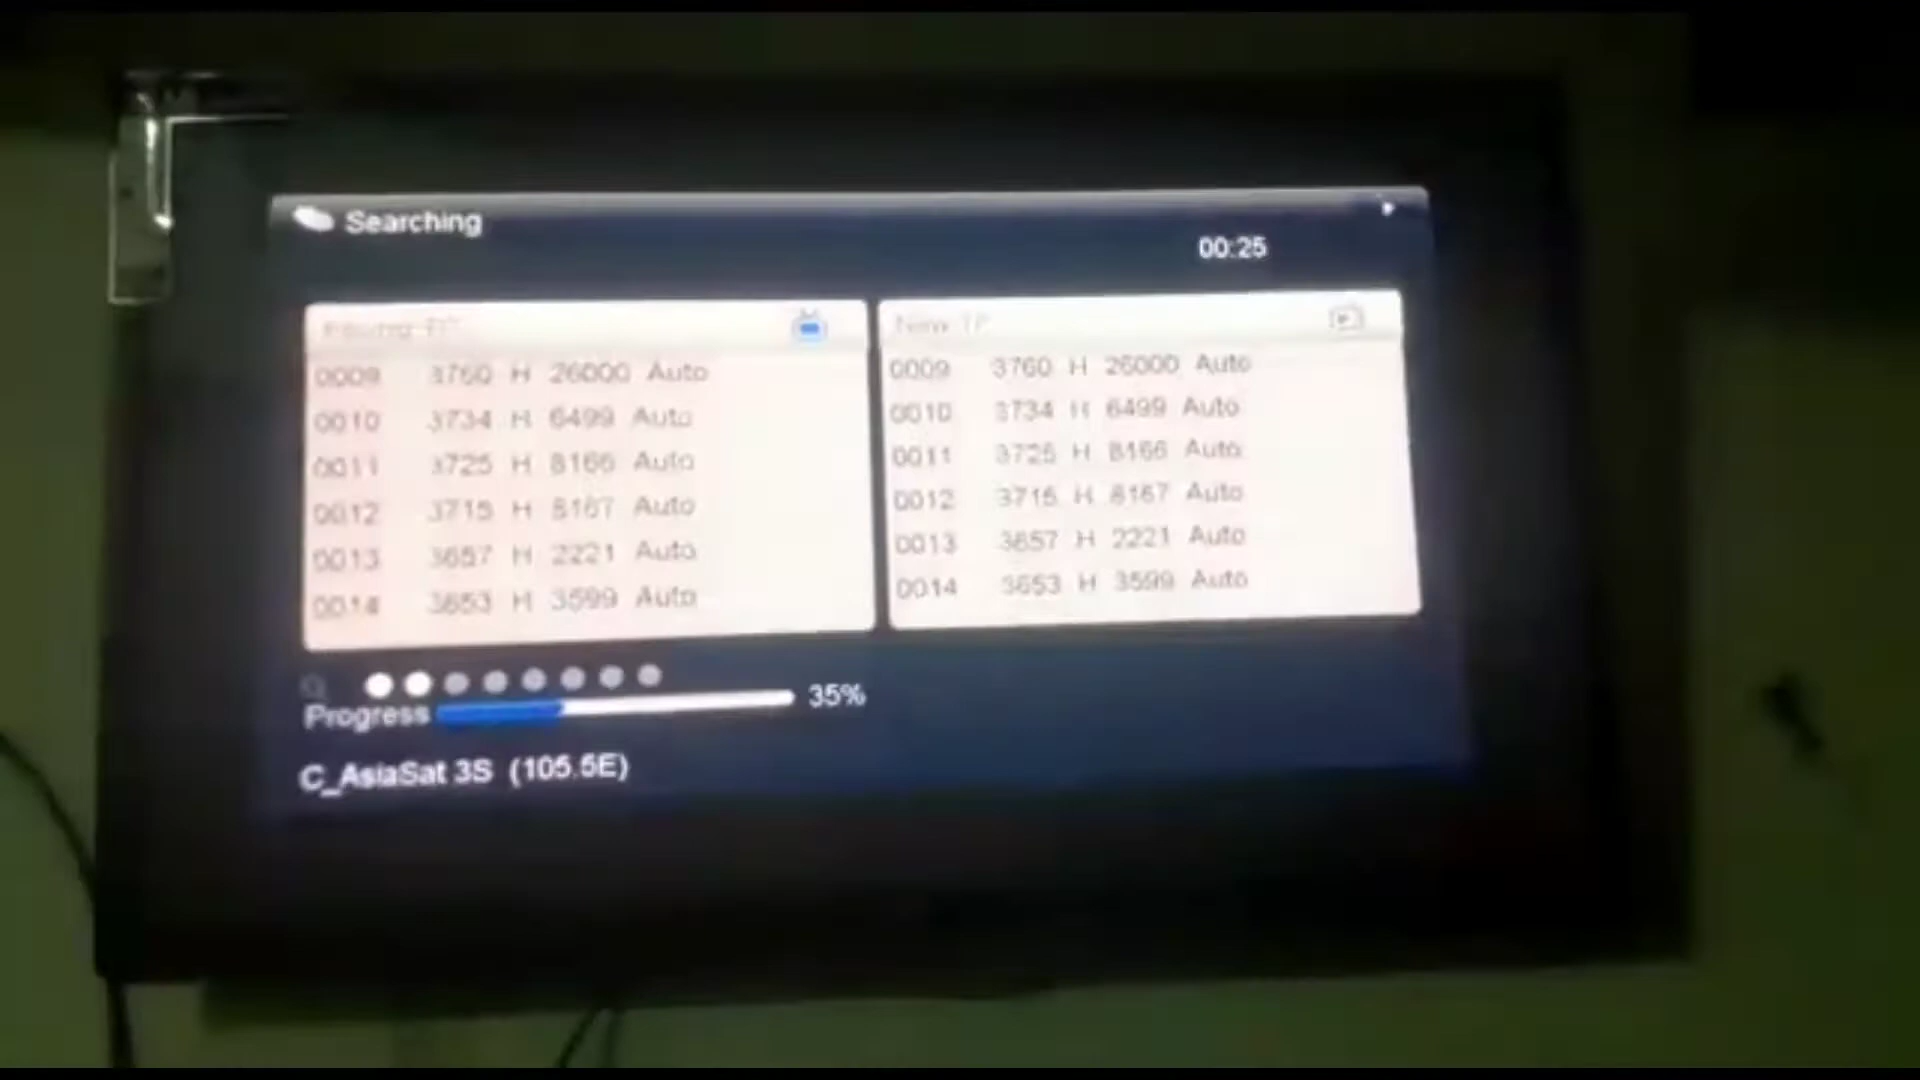 Searching
00:25
New TP
0009 3760 H 26000 Auto
0010 3734 H 6499 Auto
0011 3725 H 8166 Auto
0012 3715 H 8167 Auto
0013 3657 H 2221 Auto
0014 3653 H 3599 Auto
0009 3760 H 26000 Auto
0010 3734 H 6499 Auto
0011 3725 H 8166 Auto
0012 3715 H 8167 Auto
0013 3657 H 2221 Auto
0014 3653 H 3599 Auto
Progress 35%
C_AsiaSat 3S (105.5E)